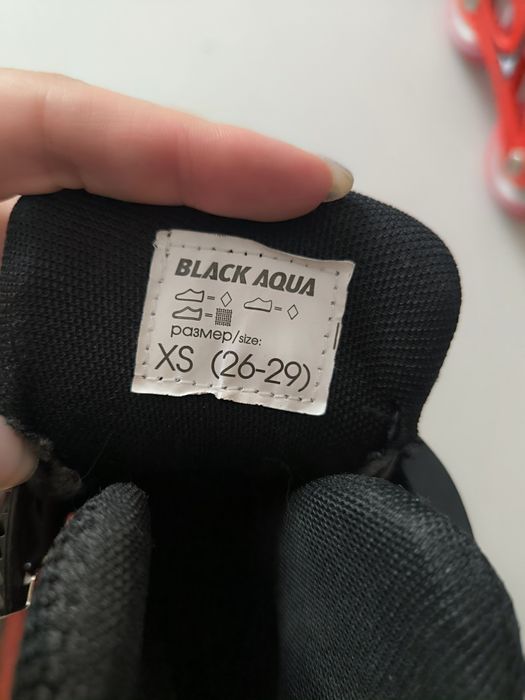 BLACK AQUA
= ◇ = ◇
=
размер/size:
XS (26-29)